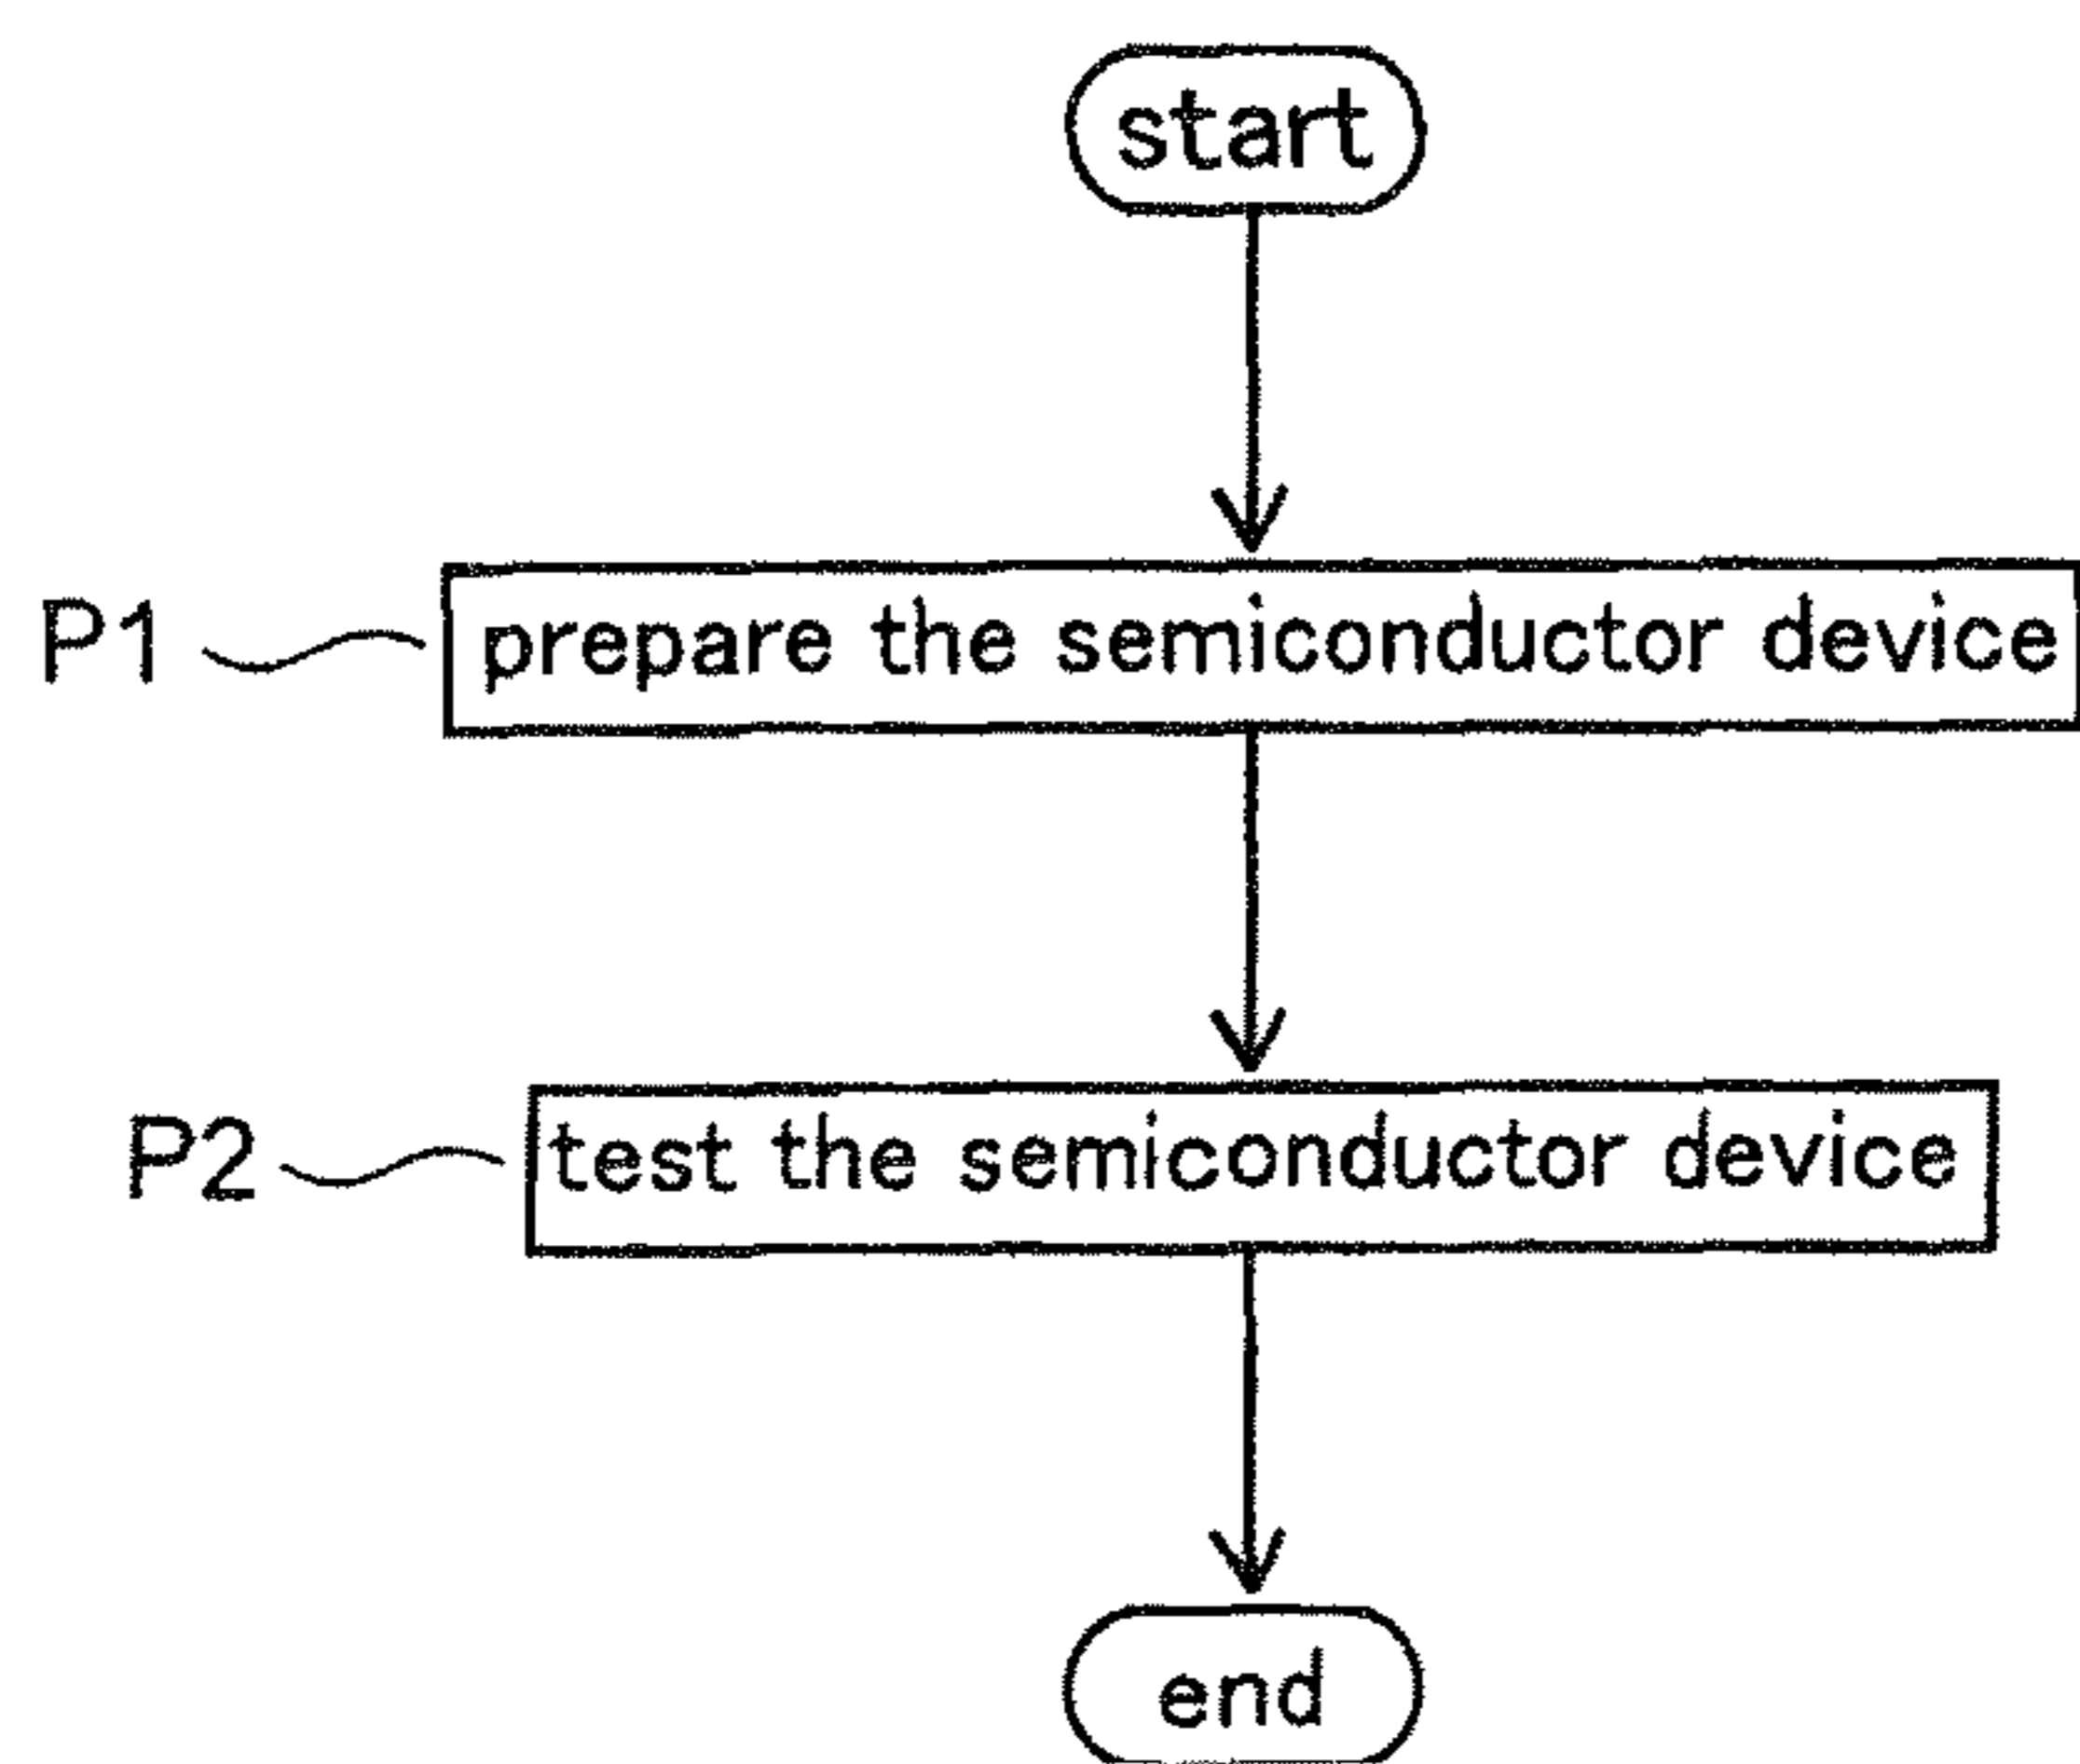 start
P1 prepare the semiconductor device
P2 test the semiconductor device
end